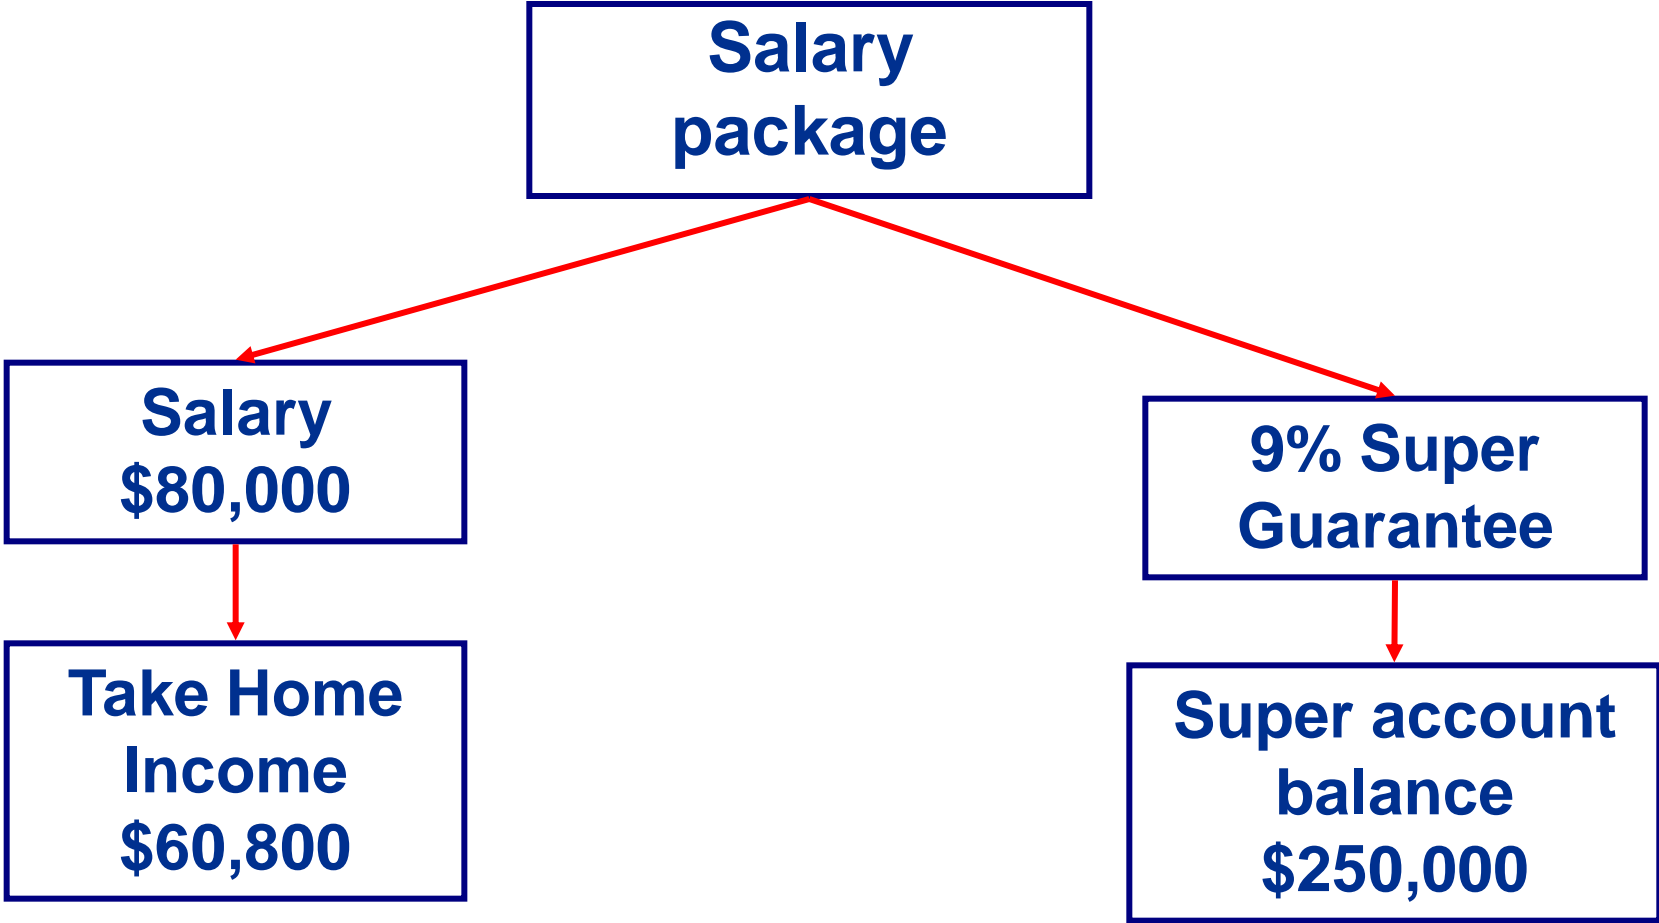 Salary
package
Salary
$80,000
9% Super
Guarantee
Take Home
Income
$60,800
Super account
balance
$250,000